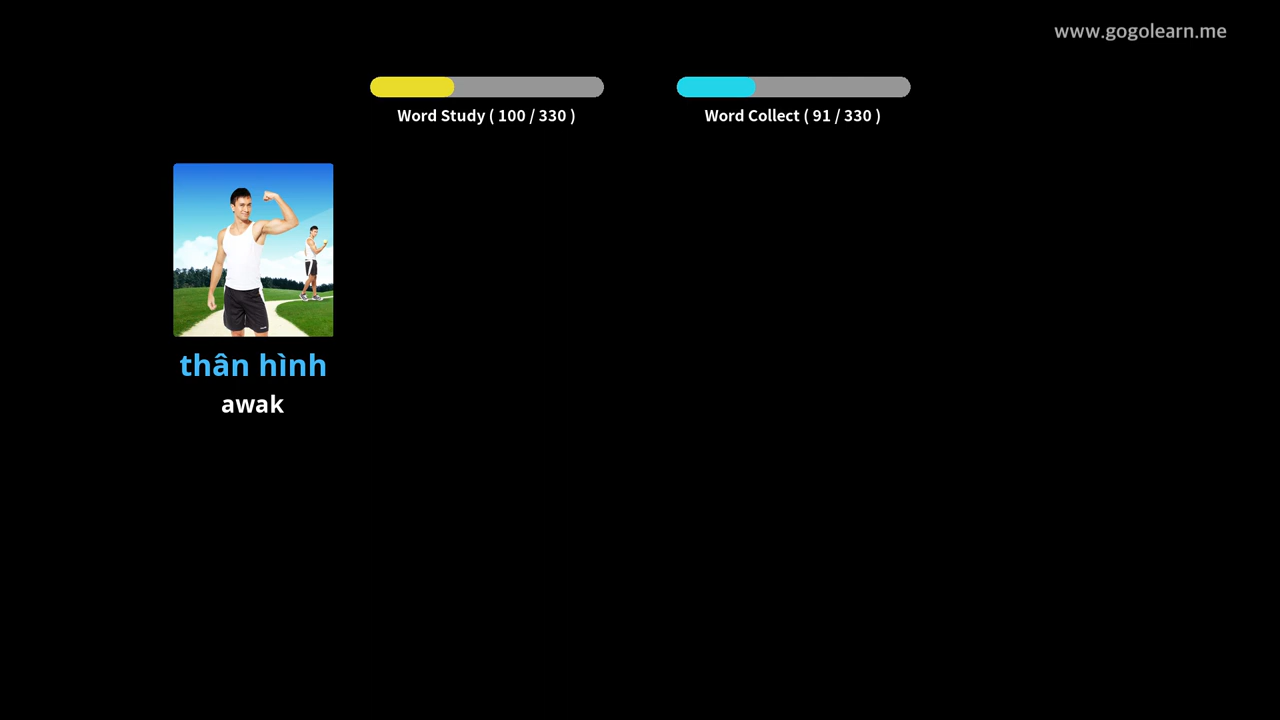 www.gogolearn.me
Word Study ( 100 / 330 )
Word Collect ( 91 / 330 )
thân hình
awak